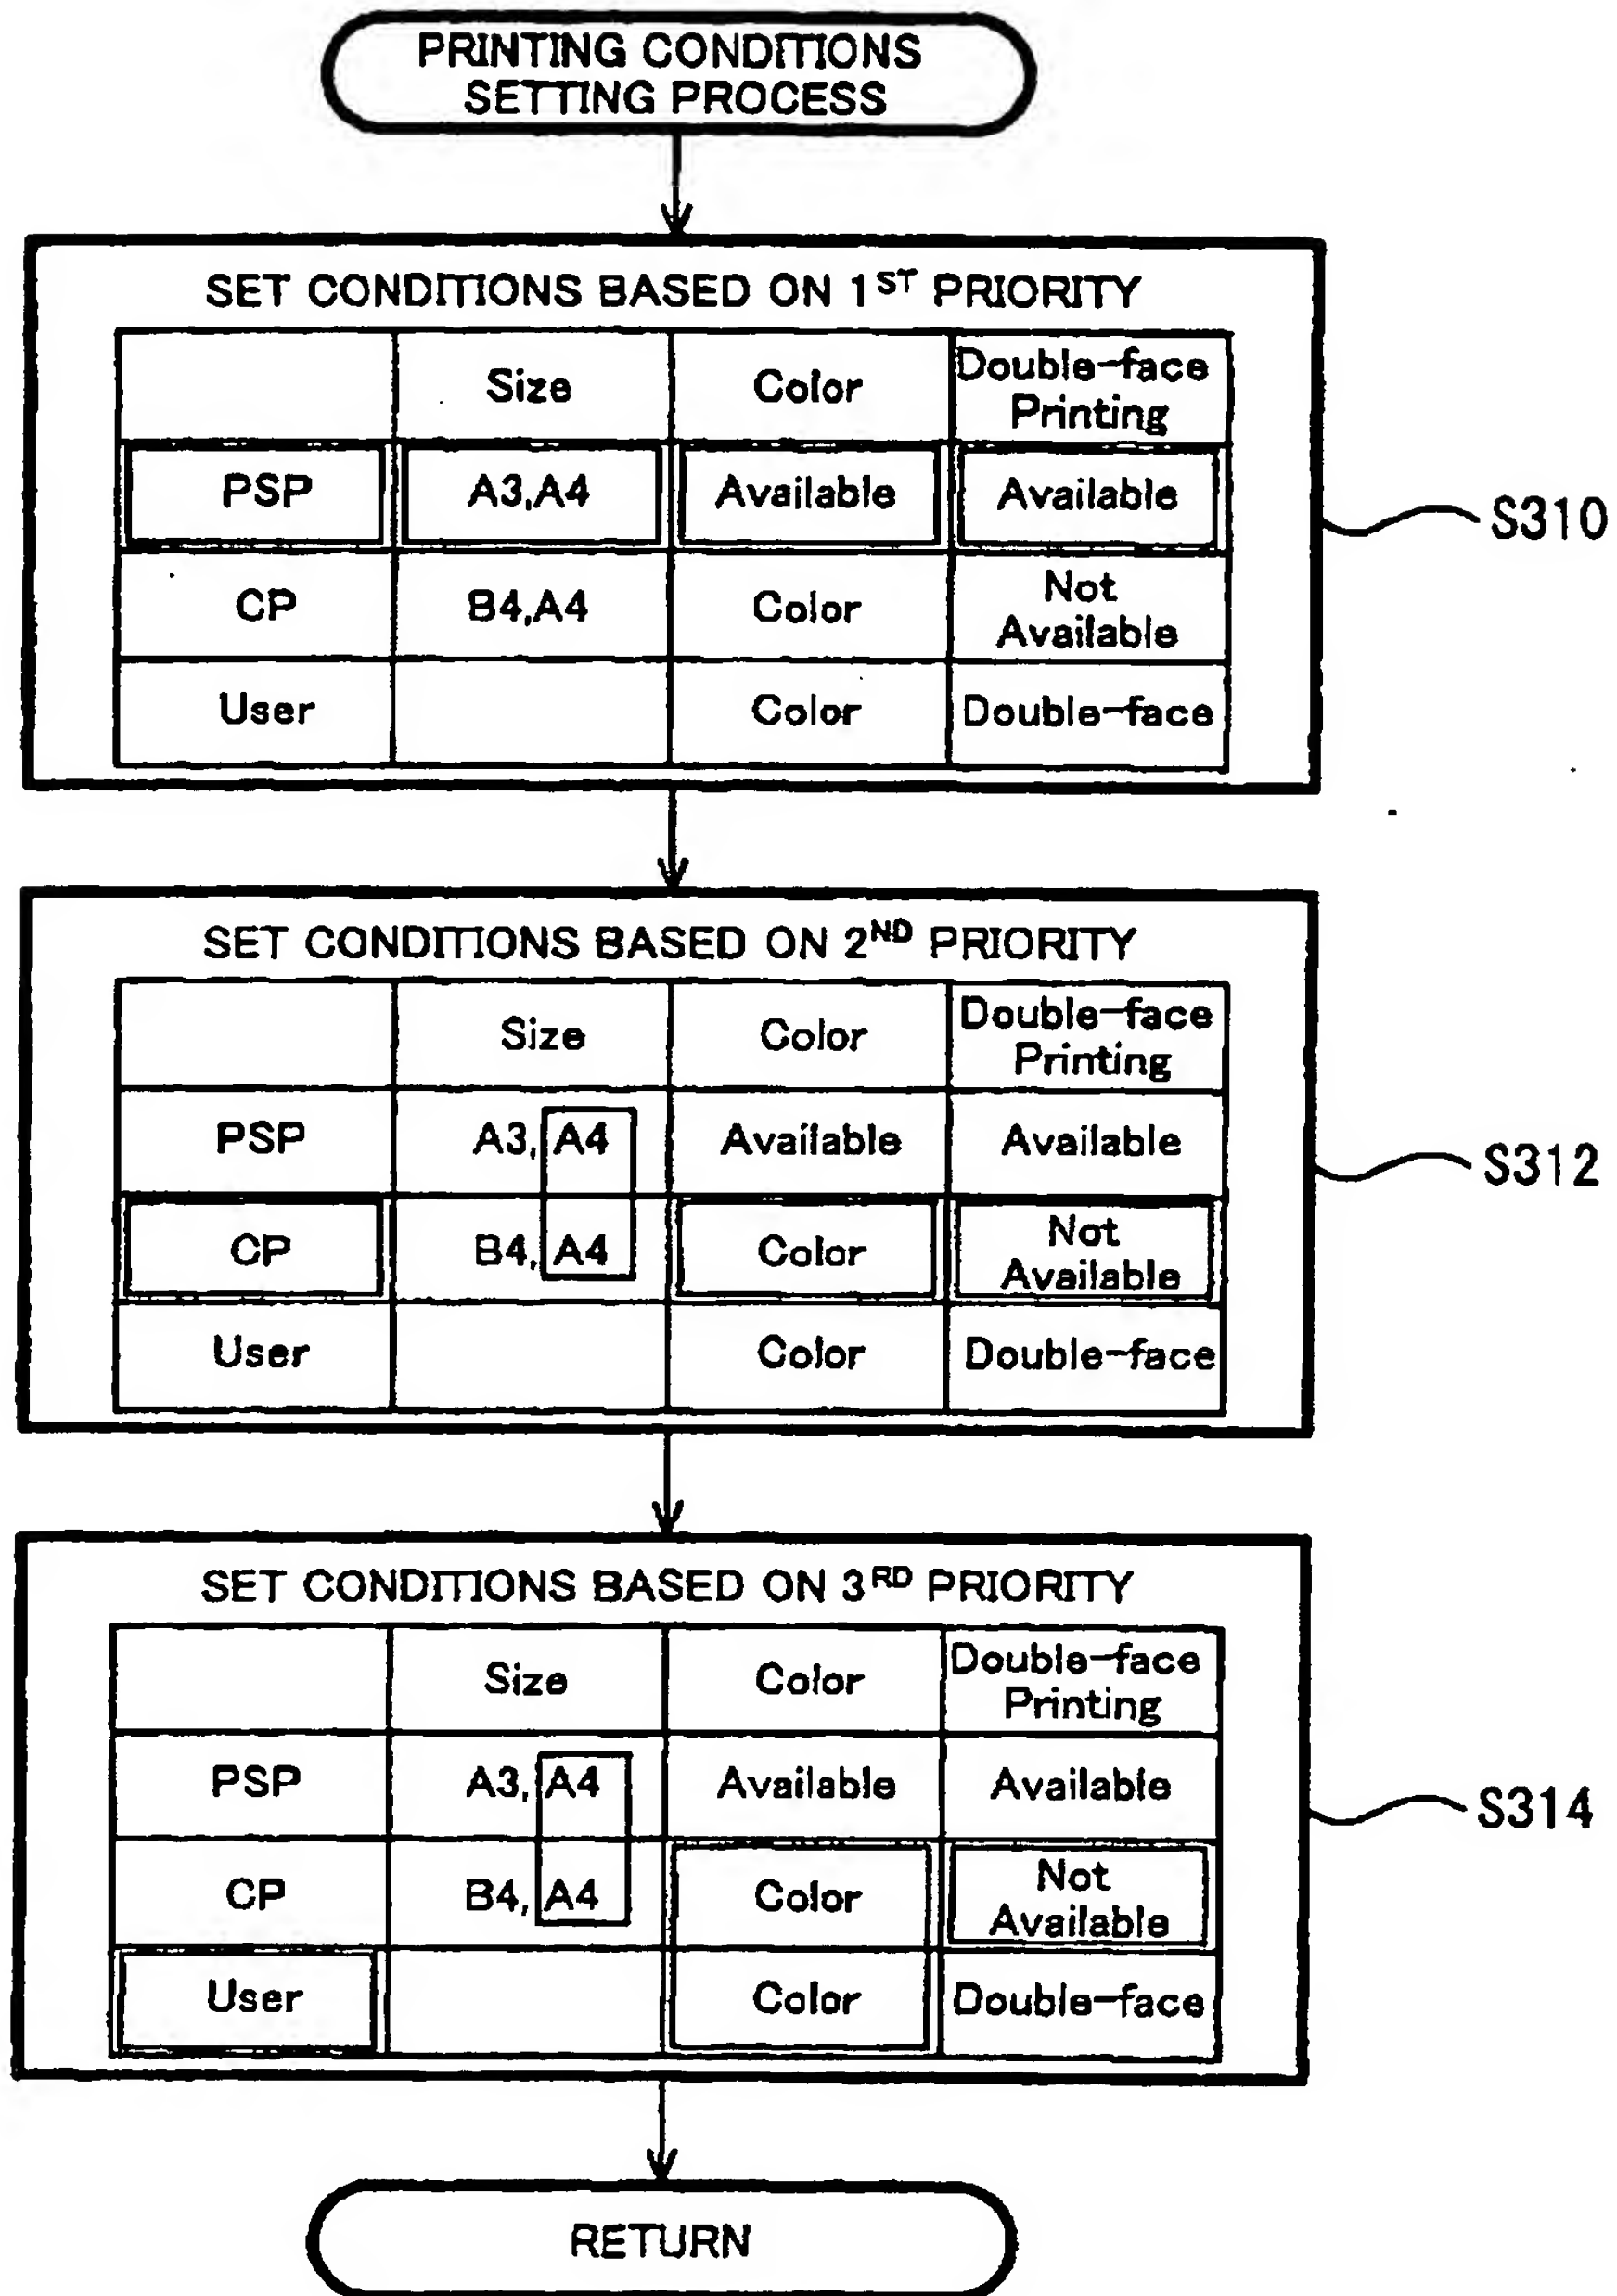 PRINTING CONDITIONS
SETTING PROCESS
SET CONDITIONS BASED ON 1ST PRIORITY
Size Color Double-face
Printing
PSP A3,A4 Available Available
S310
CP B4,A4 Color Not
Available
User Color Double-face
SET CONDITIONS BASED ON 2ND PRIORITY
Size Color Double-face
Printing
PSP A3, A4 Available Available
S312
CP B4, A4 Color Not
Available
User Color Double-face
SET CONDITIONS BASED ON 3RD PRIORITY
Size Color Double-face
Printing
PSP A3, A4 Available Available
S314
CP B4, A4 Color Not
Available
User Color Double-face
RETURN